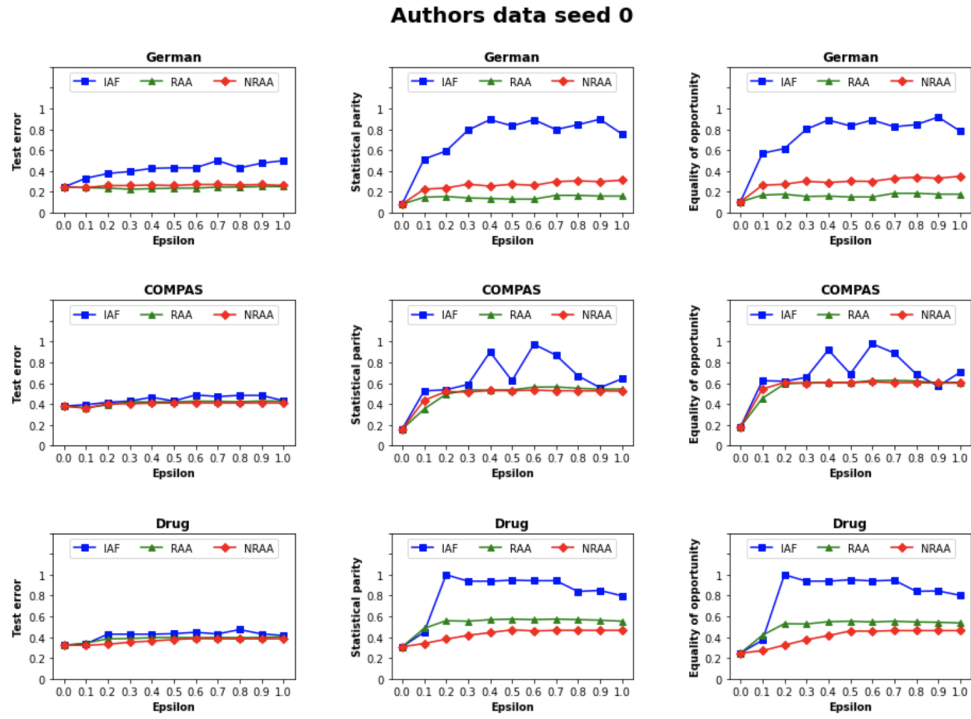 Authors data seed 0
German
IAF RAA NRAA
Test error
1
0.8
0.6
0.4
0.2
0
0.0 0.1 0.2 0.3 0.4 0.5 0.6 0.7 0.8 0.9 1.0
Epsilon
German
IAF RAA NRAA
Statistical parity
1
0.8
0.6
0.4
0.2
0
0.0 0.1 0.2 0.3 0.4 0.5 0.6 0.7 0.8 0.9 1.0
Epsilon
German
IAF RAA NRAA
Equality of opportunity
1
0.8
0.6
0.4
0.2
0
0.0 0.1 0.2 0.3 0.4 0.5 0.6 0.7 0.8 0.9 1.0
Epsilon
COMPAS
IAF RAA NRAA
Test error
1
0.8
0.6
0.4
0.2
0
0.0 0.1 0.2 0.3 0.4 0.5 0.6 0.7 0.8 0.9 1.0
Epsilon
COMPAS
IAF RAA NRAA
Statistical parity
1
0.8
0.6
0.4
0.2
0
0.0 0.1 0.2 0.3 0.4 0.5 0.6 0.7 0.8 0.9 1.0
Epsilon
COMPAS
IAF RAA NRAA
Equality of opportunity
1
0.8
0.6
0.4
0.2
0
0.0 0.1 0.2 0.3 0.4 0.5 0.6 0.7 0.8 0.9 1.0
Epsilon
Drug
IAF RAA NRAA
Test error
1
0.8
0.6
0.4
0.2
0
0.0 0.1 0.2 0.3 0.4 0.5 0.6 0.7 0.8 0.9 1.0
Epsilon
Drug
IAF RAA NRAA
Statistical parity
1
0.8
0.6
0.4
0.2
0
0.0 0.1 0.2 0.3 0.4 0.5 0.6 0.7 0.8 0.9 1.0
Epsilon
Drug
IAF RAA NRAA
Equality of opportunity
1
0.8
0.6
0.4
0.2
0
0.0 0.1 0.2 0.3 0.4 0.5 0.6 0.7 0.8 0.9 1.0
Epsilon